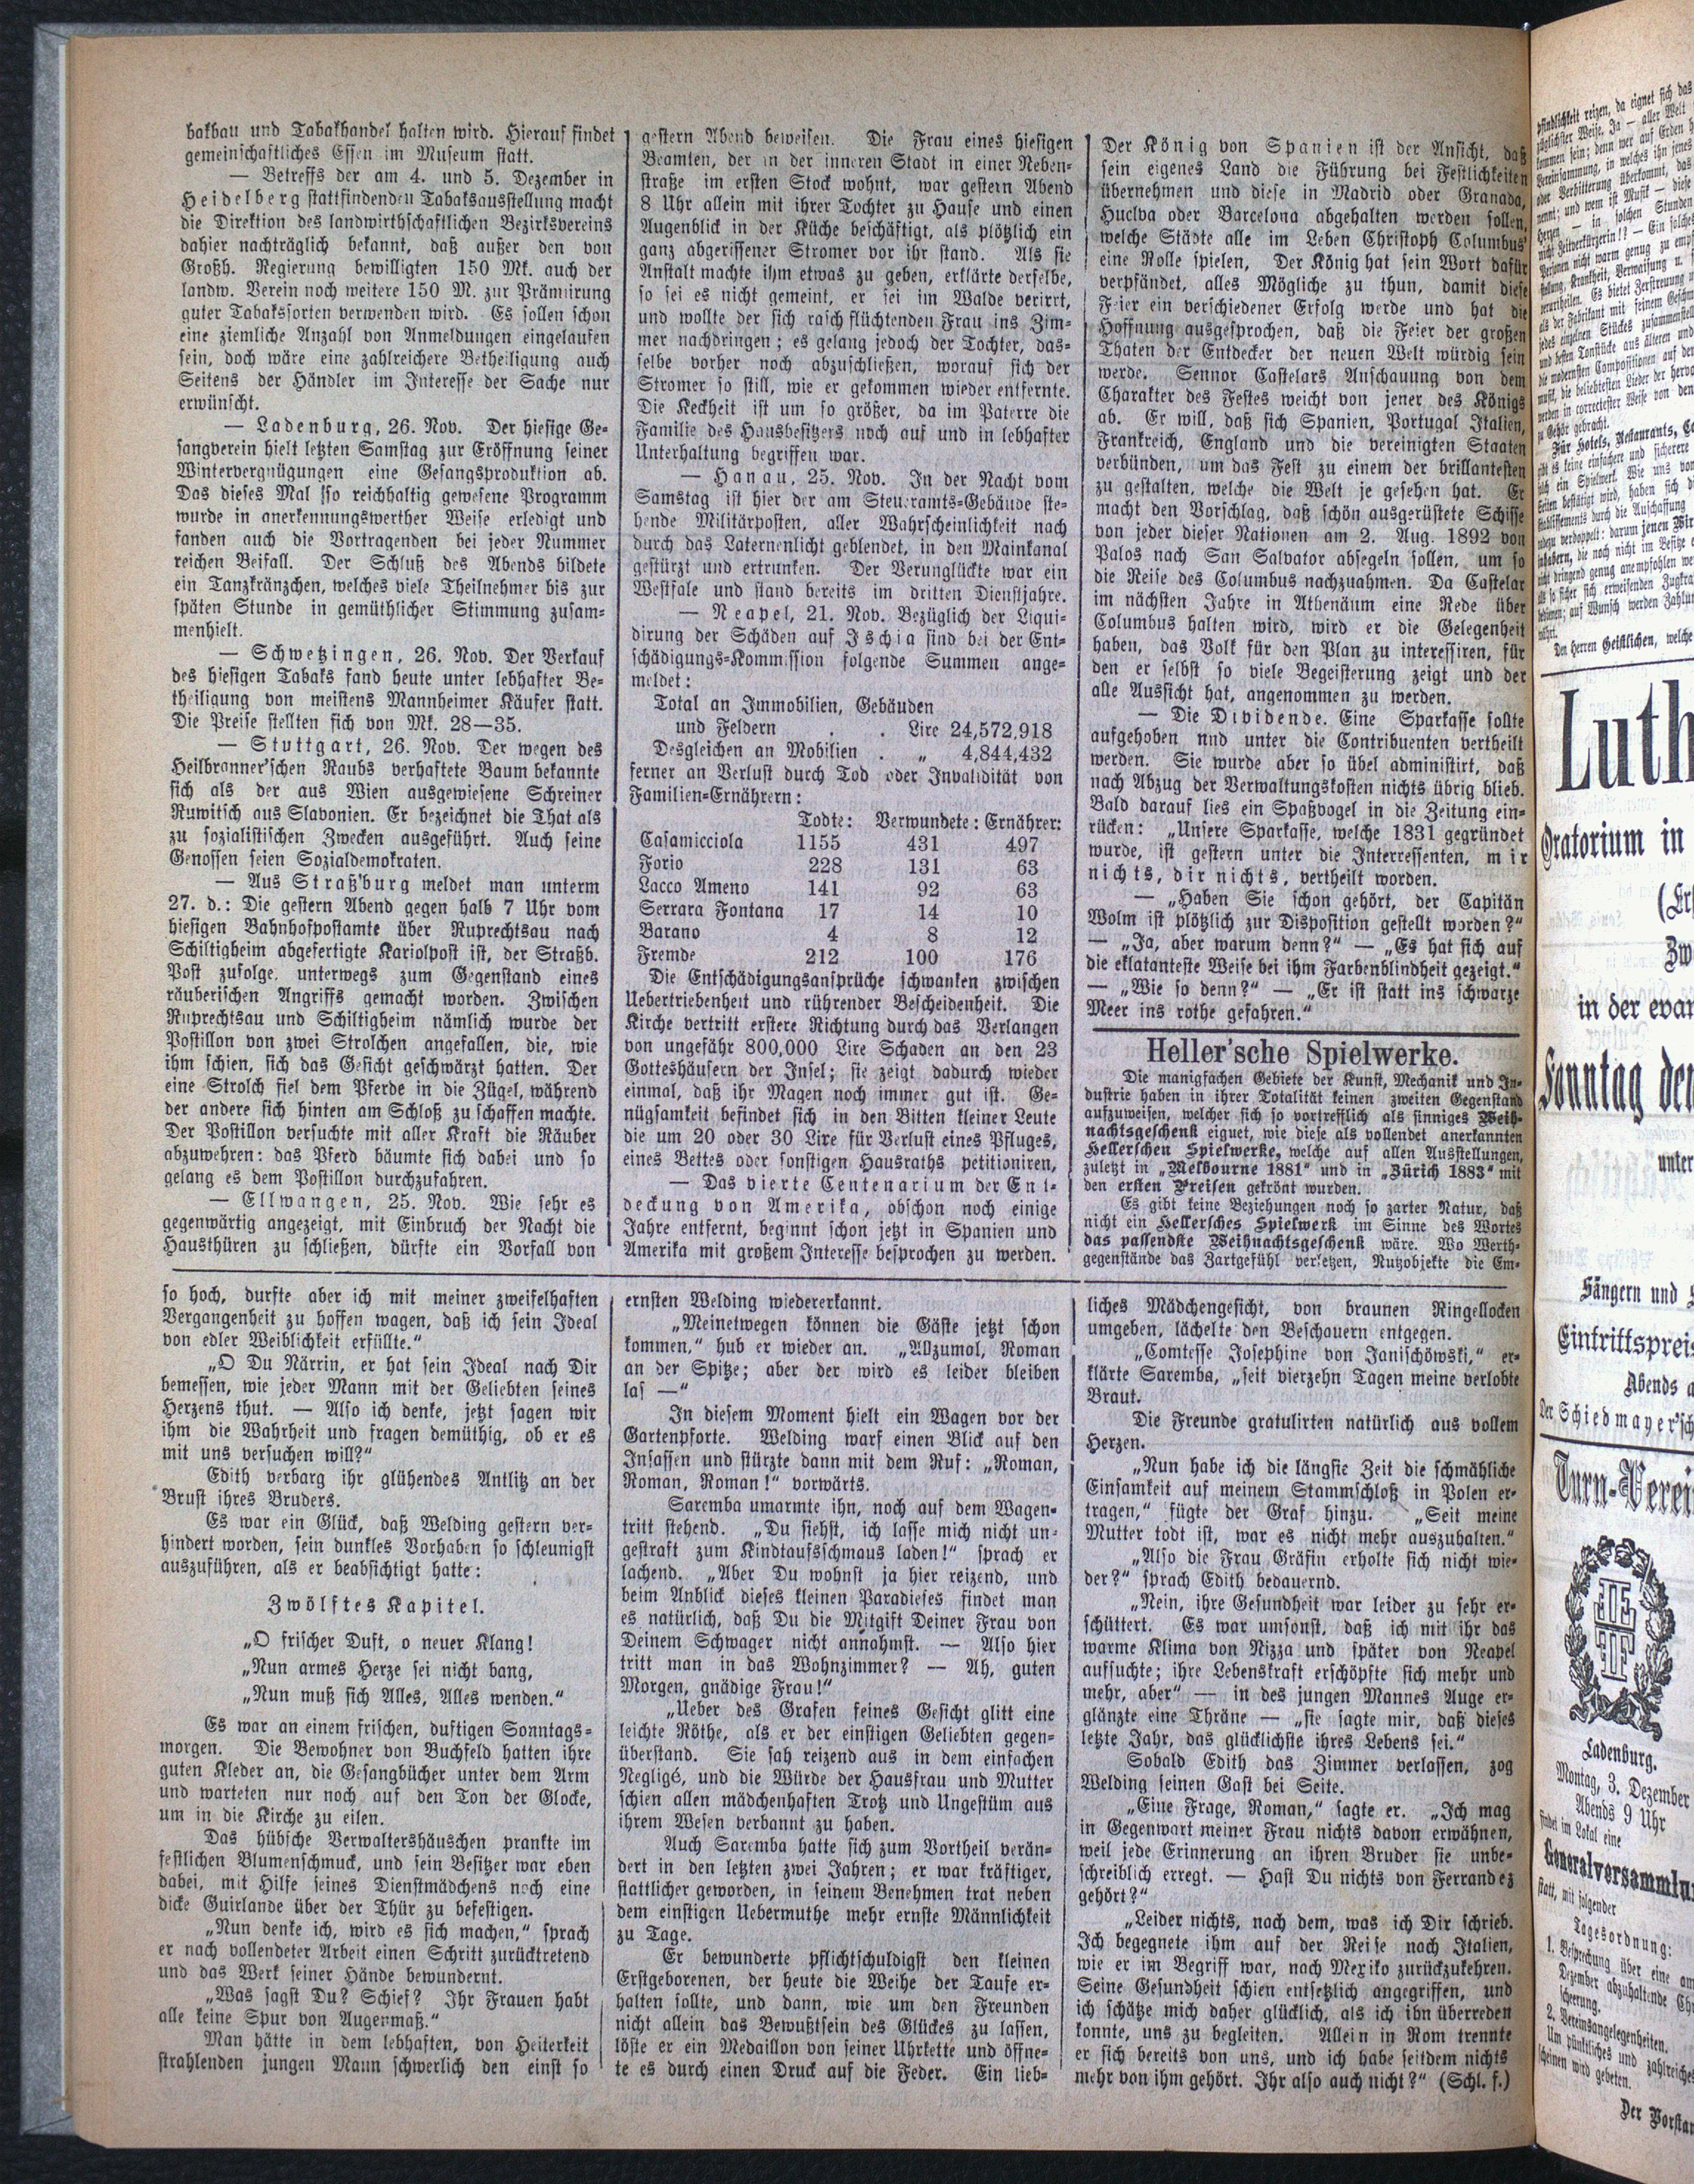 bakbau und Tabakhandel halten wird. Hierauf findet
gemeinschaftliches Essen im Museum statt.
— Betreffs der am 4. und 5. Dezember in
Heidelberg stattfindenden Tabaksausstellung macht
die Direktion des landwirthschaftlichen Bezirksvereins
dahier nachträglich bekannt, daß außer den von
Großh. Regierung bewilligten 150 Mk. auch der
landw. Verein noch weitere 150 M. zur Prämiirung
guter Tabakssorten verwenden wird. Es sollen schon
eine ziemliche Anzahl von Anmeldungen eingelaufen
sein, doch wäre eine zahlreichere Betheiligung auch
Seitens der Händler im Interesse der Sache nur
erwünscht.
— Ladenburg, 26. Nov. Der hiesige Ge-
sangverein hielt letzten Samstag zur Eröffnung seiner
Wintervergnügungen eine Gesangsproduktion ab.
Das dieses Mal so reichhaltig gewesene Programm
wurde in anerkennungswerther Weise erledigt und
fanden auch die Vortragenden bei jeder Nummer
reichen Beifall. Der Schluß des Abends bildete
ein Tanzkränzchen, welches viele Theilnehmer bis zur
späten Stunde in gemüthlicher Stimmung zusam-
menhielt.
— Schwetzingen, 26. Nov. Der Verkauf
des hiesigen Tabaks fand heute unter lebhafter Be-
theiligung von meistens Mannheimer Käufer statt.
Die Preise stellten sich von Mk. 28—35.
— Stuttgart, 26. Nov. Der wegen des
Heilbronner'schen Raubs verhaftete Baum bekannte
sich als der aus Wien ausgewiesene Schreiner
Ruwitsch aus Slavonien. Er bezeichnet die That als
zu sozialistischen Zwecken ausgeführt. Auch seine
Genossen seien Sozialdemokraten.
— Aus Straß'burg meldet man unterm
27. d.: Die gestern Abend gegen halb 7 Uhr vom
hiesigen Bahnhofpostamte über Ruprechtsau nach
Schiltigheim abgefertigte Kariolpost ist, der Straßb.
Post zufolge, unterwegs zum Gegenstand eines
räuberischen Angriffs gemacht worden. Zwischen
Ruprechtsau und Schiltigheim nämlich wurde der
Postillon von zwei Strolchen angefallen, die, wie
ihm schien, sich das Gesicht geschwärzt hatten. Der
eine Strolch fiel dem Pferde in die Zügel, während
der andere sich hinten am Schloß zu schaffen machte.
Der Postillon versuchte mit aller Kraft die Räuber
abzuwehren: das Pferd bäumte sich dabei und so
gelang es dem Postillon durchzufahren.
— Ellwangen, 25. Nov. Wie sehr es
gegenwärtig angezeigt, mit Einbruch der Nacht die
Hausthüren zu schließen, dürfte ein Vorfall von
gestern Abend beweisen. Die Frau eines hiesigen
Beamten, der in der inneren Stadt in einer Neben-
straße im ersten Stock wohnt, war gestern Abend
8 Uhr allein mit ihrer Tochter zu Hause und einen
Augenblick in der Küche beschäftigt, als plötzlich ein
ganz abgerissener Stromer vor ihr stand. Als sie
Anstalt machte ihm etwas zu geben, erklärte derselbe,
so sei es nicht gemeint, er sei im Walde verirrt,
und wollte der sich rasch flüchtenden Frau ins Zim-
mer nachdringen; es gelang jedoch der Tochter, das-
selbe vorher noch abzuschließen, worauf sich der
Stromer so still, wie er gekommen wieder entfernte.
Die Keckheit ist um so größer, da im Paterre die
Familie des Hausbesitzers noch auf und in lebhafter
Unterhaltung begriffen war.
— Hanau, 25. Nov. In der Nacht vom
Samstag ist hier der am Steueramts-Gebäude ste-
hende Militärposten, aller Wahrscheinlichkeit nach
durch das Laternenlicht geblendet, in den Mainkanal
gestürzt und ertrunken. Der Verunglückte war ein
Westfale und stand bereits im dritten Dienstjahre.
— Neapel, 21. Nov. Bezüglich der Liqui-
dirung der Schäden auf Ischia sind bei der Ent-
schädigungs-Kommission folgende Summen ange-
meldet:
Total an Immobilien, Gebäuden
und Feldern . . Lire 24,572,918
Desgleichen an Mobilien . „ 4,844,432
ferner an Verlust durch Tod oder Invalidität von
Familien-Ernährern:
Todte: Verwundete: Ernährer:
Casamicciola 1155 431 497
Forio 228 131 63
Lacco Ameno 141 92 63
Serrara Fontana 17 14 10
Barano 4 8 12
Fremde 212 100 176
Die Entschädigungsansprüche schwanken zwischen
Uebertriebenheit und rührender Bescheidenheit. Die
Kirche vertritt erstere Richtung durch das Verlangen
von ungefähr 800,000 Lire Schaden an den 23
Gotteshäusern der Insel; sie zeigt dadurch wieder
einmal, daß ihr Magen noch immer gut ist. Ge-
nügsamkeit befindet sich in den Bitten kleiner Leute
die um 20 oder 30 Lire für Verlust eines Pfluges,
eines Bettes oder sonstigen Hausraths petitioniren,
— Das vierte Centenarium der Ent-
deckung von Amerika, obschon noch einige
Jahre entfernt, beginnt schon jetzt in Spanien und
Amerika mit großem Interesse besprochen zu werden.
Der König von Spanien ist der Ansicht, daß
sein eigenes Land die Führung bei Festlichkeiten
übernehmen und diese in Madrid oder Granada,
Huelva oder Barcelona abgehalten werden sollen,
welche Städte alle im Leben Christoph Columbus'
eine Rolle spielen, Der König hat sein Wort dafür
verpfändet, alles Mögliche zu thun, damit diese
Feier ein verschiedener Erfolg werde und hat die
Hoffnung ausgesprochen, daß die Feier der großen
Thaten der Entdecker der neuen Welt würdig sein
werde. Sennor Castelars Anschauung von dem
Charakter des Festes weicht von jener des Königs
ab. Er will, daß sich Spanien, Portugal Italien,
Frankreich, England und die vereinigten Staaten
verbünden, um das Fest zu einem der brillantesten
zu gestalten, welche die Welt je gesehen hat. Er
macht den Vorschlag, daß schön ausgerüstete Schiffe
von jeder dieser Nationen am 2. Aug. 1892 von
Palos nach San Salvator absegeln sollen, um so
die Reise des Columbus nachzuahmen. Da Castelar
im nächsten Jahre in Athenäum eine Rede über
Columbus halten wird, wird er die Gelegenheit
haben, das Volk für den Plan zu interessiren, für
den er selbst so viele Begeisterung zeigt und der
alle Aussicht hat, angenommen zu werden.
— Die Dividende. Eine Sparkasse sollte
aufgehoben nnd unter die Contribuenten vertheilt
werden. Sie wurde aber so übel administirt, daß
nach Abzug der Verwaltungskosten nichts übrig blieb.
Bald darauf lies ein Spaßvogel in die Zeitung ein-
rücken: „Unsere Sparkasse, welche 1831 gegründet
wurde, ist gestern unter die Interressenten, mir
nichts, dir nichts, vertheilt worden.
— „Haben Sie schon gehört, der Capitän
Wolm ist plötzlich zur Disposition gestellt worden?“
— „Ja, aber warum denn?“ — „Es hat sich auf
die eklatanteste Weise bei ihm Farbenblindheit gezeigt.“
— „Wie so denn?“ — „Er ist statt ins schwarze
Meer ins rothe gefahren.“
Heller'sche Spielwerke.
Die manigfachen Gebiete der Kunst, Mechanik und In-
dustrie haben in ihrer Totalität keinen zweiten Gegenstand
aufzuweisen, welcher sich so vortrefflich als sinniges Weih-
nachtsgeschenk eignet, wie diese als vollendet anerkannten
Hellerschen Spielwerke, welche auf allen Ausstellungen,
zuletzt in „Melbourne 1881“ und in „Zürich 1883“ mit
den ersten Preisen gekrönt wurden.
Es gibt keine Beziehungen noch so zarter Natur, daß
nicht ein Hellersches Spielwerk im Sinne des Wortes
das passendste Weihnachtsgeschenk wäre. Wo Werth-
gegenstände das Zartgefühl verletzen, Nutzobjekte die Em-
so hoch, durfte aber ich mit meiner zweifelhaften
Vergangenheit zu hoffen wagen, daß ich sein Ideal
von edler Weiblichkeit erfüllte.“
„O Du Närrin, er hat sein Ideal nach Dir
bemessen, wie jeder Mann mit der Geliebten seines
Herzens thut. — Also ich denke, jetzt sagen wir
ihm die Wahrheit und fragen demüthig, ob er es
mit uns versuchen will?“
Edith verbarg ihr glühendes Antlitz an der
Brust ihres Bruders.
Es war ein Glück, daß Welding gestern ver-
hindert worden, sein dunkles Vorhaben so schleunigst
auszuführen, als er beabsichtigt hatte:
Zwölftes Kapitel.
„O frischer Duft, o neuer Klang!
„Nun armes Herze sei nicht bang,
„Nun muß sich Alles, Alles wenden.“
Es war an einem frischen, duftigen Sonntags-
morgen. Die Bewohner von Buchfeld hatten ihre
guten Kleder an, die Gesangbücher unter dem Arm
und warteten nur noch auf den Ton der Glocke,
um in die Kirche zu eilen.
Das hübsche Verwaltershäuschen prankte im
festlichen Blumenschmuck, und sein Besitzer war eben
dabei, mit Hilfe seines Dienstmädchens noch eine
dicke Guirlande über der Thür zu befestigen.
„Nun denke ich, wird es sich machen,“ sprach
er nach vollendeter Arbeit einen Schritt zurücktretend
und das Werk seiner Hände bewundernt.
„Was sagst Du? Schief? Ihr Frauen habt
alle keine Spur von Augenmaß.“
Man hätte in dem lebhaften, von Heiterkeit
strahlenden jungen Mann schwerlich den einst so
ernsten Welding wiedererkannt.
„Meinetwegen können die Gäste jetzt schon
kommen,“ hub er wieder an. „Allzumal, Roman
an der Spitze; aber der wird es leider bleiben
las —“
In diesem Moment hielt ein Wagen vor der
Gartenpforte. Welding warf einen Blick auf den
Insassen und stürzte dann mit dem Ruf: „Roman,
Roman, Roman!“ vorwärts.
Saremba umarmte ihn, noch auf dem Wagen-
tritt stehend. „Du siehst, ich lasse mich nicht un-
gestraft zum Kindtaufsschmaus laden!“ sprach er
lachend. „Aber Du wohnst ja hier reizend, und
beim Anblick dieses kleinen Paradieses findet man
es natürlich, daß Du die Mitgift Deiner Frau von
Deinem Schwager nicht annahmst. — Also hier
tritt man in das Wohnzimmer? — Ah, guten
Morgen, gnädige Frau!“
„Ueber des Grafen feines Gesicht glitt eine
leichte Röthe, als er der einstigen Geliebten gegen-
überstand. Sie sah reizend aus in dem einfachen
Negligé, und die Würde der Hausfrau und Mutter
schien allen mädchenhaften Trotz und Ungestüm aus
ihrem Wesen verbannt zu haben.
Auch Saremba hatte sich zum Vortheil verän-
dert in den letzten zwei Jahren; er war kräftiger,
stattlicher geworden, in seinem Benehmen trat neben
dem einstigen Uebermuthe mehr ernste Männlichkeit
zu Tage.
Er bewunderte pflichtschuldigst den kleinen
Erstgeborenen, der heute die Weihe der Taufe er-
halten sollte, und dann, wie um den Freunden
nicht allein das Bewußtsein des Glückes zu lassen,
löste er ein Medaillon von seiner Uhrkette und öffne-
te es durch einen Druck auf die Feder. Ein lieb-
liches Mädchengesicht, von braunen Ringellocken
umgeben, lächelte den Beschauern entgegen.
„Comtesse Josephine von Janischöwski,“ er-
klärte Saremba, „seit vierzehn Tagen meine verlobte
Braut.
Die Freunde gratulirten natürlich aus vollem
Herzen.
„Nun habe ich die längste Zeit die schmähliche
Einsamkeit auf meinem Stammschloß in Polen er-
tragen,“ fügte der Graf hinzu. „Seit meine
Mutter todt ist, war es nicht mehr auszuhalten.“
„Also die Frau Gräfin erholte sich nicht wie-
der?“ sprach Edith bedauernd.
„Nein, ihre Gesundheit war leider zu sehr er-
schüttert. Es war umsonst, daß ich mit ihr das
warme Klima von Nizza und später von Neapel
aufsuchte; ihre Lebenskraft erschöpfte sich mehr und
mehr, aber“ — in des jungen Mannes Auge er-
glänzte eine Thräne — „sie sagte mir, daß dieses
letzte Jahr, das glücklichste ihres Lebens sei.“
Sobald Edith das Zimmer verlassen, zog
Welding seinen Gast bei Seite.
„Eine Frage, Roman,“ sagte er. „Ich mag
in Gegenwart meiner Frau nichts davon erwähnen,
weil jede Erinnerung an ihren Bruder sie unbe-
schreiblich erregt. — Hast Du nichts von Ferrandez
gehört?“
„Leider nichts, nach dem, was ich Dir schrieb.
Ich begegnete ihm auf der Reise nach Italien,
wie er im Begriff war, nach Mexiko zurückzukehren.
Seine Gesundheit schien entsetzlich angegriffen, und
ich schätze mich daher glücklich, als ich ihn überreden
konnte, uns zu begleiten. Allein in Rom trennte
er sich bereits von uns, und ich habe seitdem nichts
mehr von ihm gehört. Ihr also auch nicht?“ (Schl. f.)
Luth
Oratorium in
in der evan
Sonntag den
unter
Sängern und
Eintrittspreis
Abends
Der Schiedmayer'sch
Turn-Verei
Ladenburg.
Montag, 3. Dezember
Abends 9 Uhr
findet im Lokal eine
Generalversammlu
statt, mit folgender
Tagesordnung:
1. Besprechung über eine am
Dezember abzuhaltende Ch
scheerung.
2. Vereinsangelegenheiten.
Um pünktliches und zahlreiches
scheinen wird gebeten.
Der Vorstan